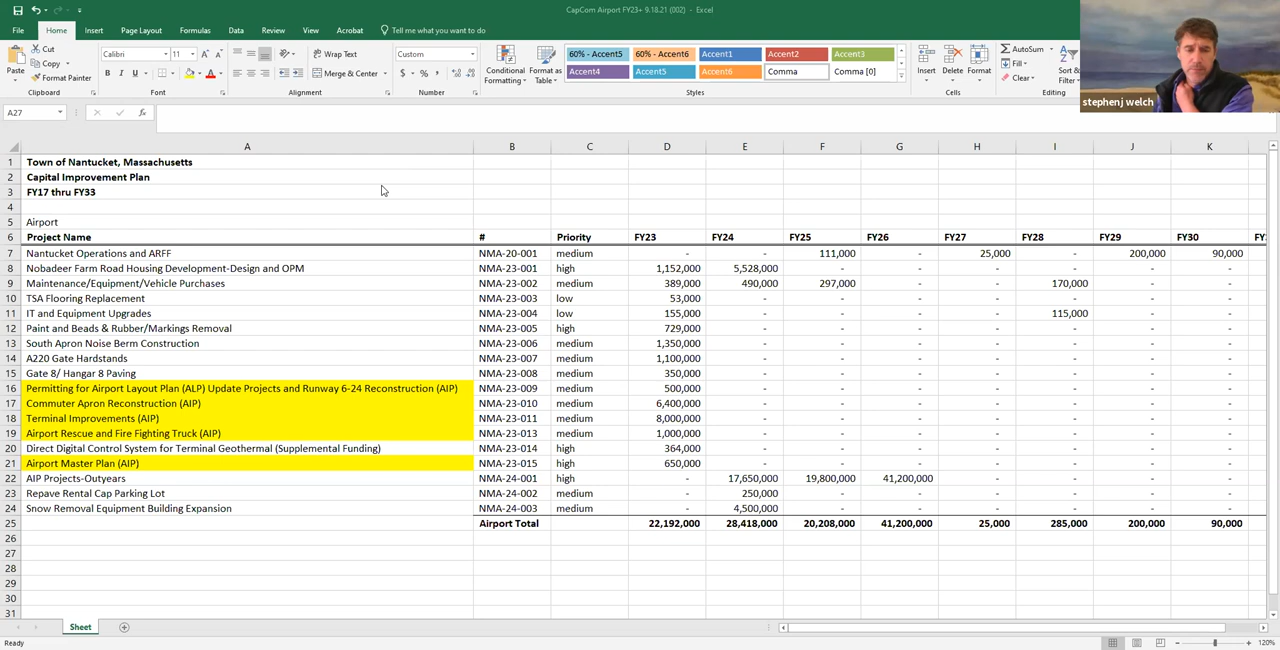 CapCom Airport FY23+ 9.18.21 (002) - Excel
File Home Insert Page Layout Formulas Data Review View Acrobat Tell me what you want to do
Paste Cut Copy Format Painter Clipboard
Calibri 11 B I U Font
Wrap Text Merge & Center Alignment
Custom $ % , Number
Conditional Formatting Format as Table
60% - Accent5 60% - Accent6 Accent1 Accent2 Accent3
Accent4 Accent5 Accent6 Comma Comma [0]
Styles
Insert Delete Format Cells
AutoSum Fill Clear Sort & Filter Editing
stephenj welch
A27 fx
A B C D E F G H I J K
1 Town of Nantucket, Massachusetts
2 Capital Improvement Plan
3 FY17 thru FY33
4
5 Airport
6 Project Name # Priority FY23 FY24 FY25 FY26 FY27 FY28 FY29 FY30
7 Nantucket Operations and ARFF NMA-20-001 medium - - 111,000 - 25,000 - 200,000 90,000
8 Nobadeer Farm Road Housing Development-Design and OPM NMA-23-001 high 1,152,000 5,528,000 - - - - - -
9 Maintenance/Equipment/Vehicle Purchases NMA-23-002 medium 389,000 490,000 297,000 - - 170,000 - -
10 TSA Flooring Replacement NMA-23-003 low 53,000 - - - - - - -
11 IT and Equipment Upgrades NMA-23-004 low 155,000 - - - - 115,000 - -
12 Paint and Beads & Rubber/Markings Removal NMA-23-005 high 729,000 - - - - - - -
13 South Apron Noise Berm Construction NMA-23-006 medium 1,350,000 - - - - - - -
14 A220 Gate Hardstands NMA-23-007 medium 1,100,000 - - - - - - -
15 Gate 8/ Hangar 8 Paving NMA-23-008 medium 350,000 - - - - - - -
16 Permitting for Airport Layout Plan (ALP) Update Projects and Runway 6-24 Reconstruction (AIP) NMA-23-009 medium 500,000 - - - - - - -
17 Commuter Apron Reconstruction (AIP) NMA-23-010 medium 6,400,000 - - - - - - -
18 Terminal Improvements (AIP) NMA-23-011 medium 8,000,000 - - - - - - -
19 Airport Rescue and Fire Fighting Truck (AIP) NMA-23-013 medium 1,000,000 - - - - - - -
20 Direct Digital Control System for Terminal Geothermal (Supplemental Funding) NMA-23-014 high 364,000 - - - - - - -
21 Airport Master Plan (AIP) NMA-23-015 high 650,000 - - - - - - -
22 AIP Projects-Outyears NMA-24-001 high - 17,650,000 19,800,000 41,200,000 - - - -
23 Repave Rental Cap Parking Lot NMA-24-002 medium - 250,000 - - - - - -
24 Snow Removal Equipment Building Expansion NMA-24-003 medium - 4,500,000 - - - - - -
25 Airport Total 22,192,000 28,418,000 20,208,000 41,200,000 25,000 285,000 200,000 90,000
26
27
28
29
30
31
Sheet
Ready 120%